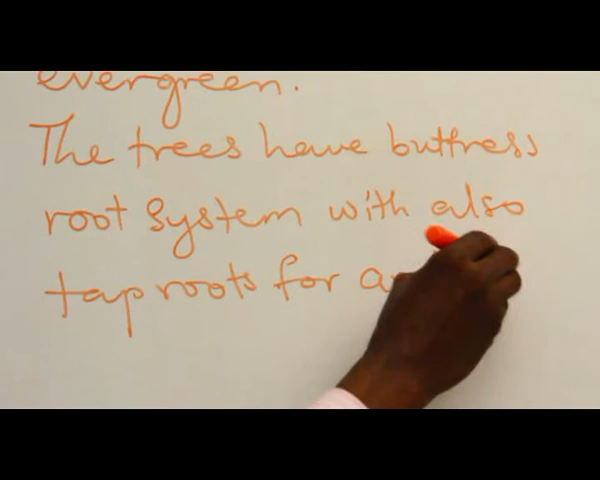 evergreen.
The trees have buttress
root system with also
tap roots for